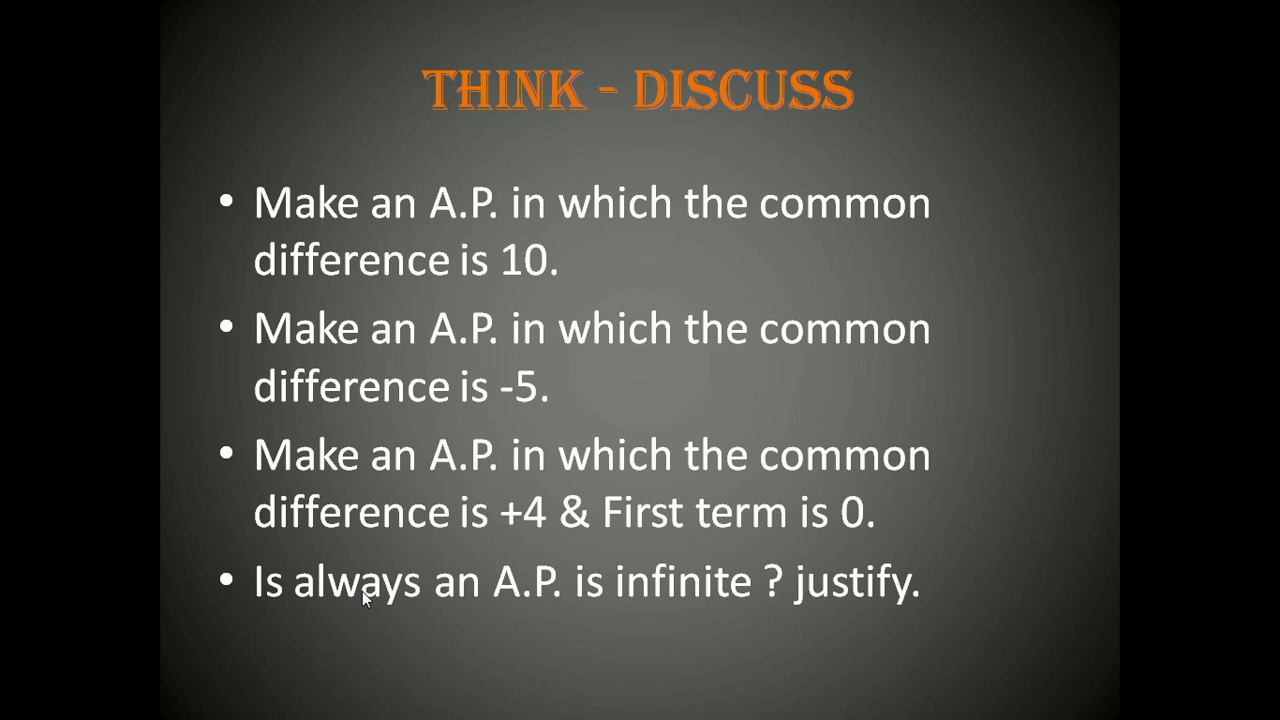 THINK - DISCUSS
• Make an A.P. in which the common
difference is 10.
• Make an A.P. in which the common
difference is -5.
• Make an A.P. in which the common
difference is +4 & First term is 0.
• Is always an A.P. is infinite ? justify.